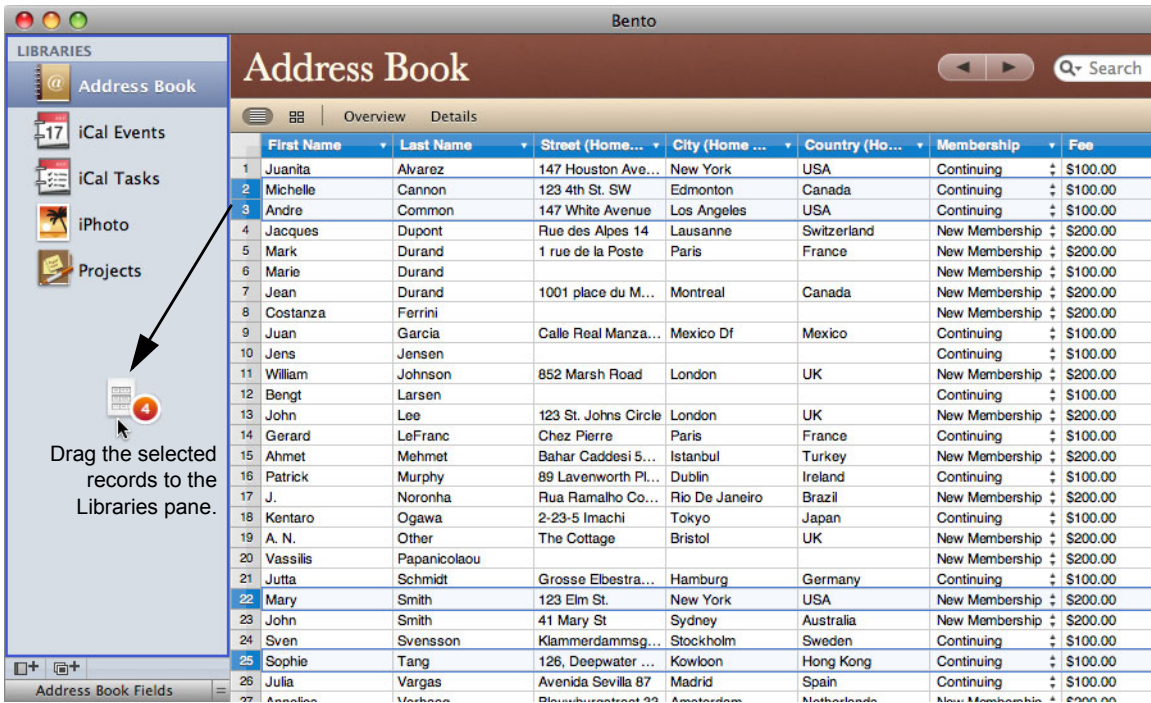 Bento
LIBRARIES
Address Book
iCal Events
17
iCal Tasks
iPhoto
Projects
4
Drag the selected
records to the
Libraries pane.
Address Book Fields
Address Book
Search
Overview Details
First Name Last Name Street (Home... City (Home ... Country (Ho... Membership Fee
1 Juanita Alvarez 147 Houston Ave... New York USA Continuing $100.00
2 Michelle Cannon 123 4th St. SW Edmonton Canada Continuing $100.00
3 Andre Common 147 White Avenue Los Angeles USA Continuing $100.00
4 Jacques Dupont Rue des Alpes 14 Lausanne Switzerland New Membership $200.00
5 Mark Durand 1 rue de la Poste Paris France New Membership $200.00
6 Marie Durand New Membership $100.00
7 Jean Durand 1001 place du M... Montreal Canada New Membership $200.00
8 Costanza Ferrini New Membership $200.00
9 Juan Garcia Calle Real Manza... Mexico Df Mexico Continuing $100.00
10 Jens Jensen Continuing $100.00
11 William Johnson 852 Marsh Road London UK New Membership $200.00
12 Bengt Larsen Continuing $100.00
13 John Lee 123 St. Johns Circle London UK New Membership $200.00
14 Gerard LeFranc Chez Pierre Paris France Continuing $100.00
15 Ahmet Mehmet Bahar Caddesi 5... Istanbul Turkey New Membership $200.00
16 Patrick Murphy 89 Lavenworth Pl... Dublin Ireland Continuing $100.00
17 J. Noronha Rua Ramalho Co... Rio De Janeiro Brazil New Membership $200.00
18 Kentaro Ogawa 2-23-5 Imachi Tokyo Japan Continuing $100.00
19 A. N. Other The Cottage Bristol UK New Membership $200.00
20 Vassilis Papanicolaou New Membership $200.00
21 Jutta Schmidt Grosse Elbestra... Hamburg Germany Continuing $100.00
22 Mary Smith 123 Elm St. New York USA New Membership $200.00
23 John Smith 41 Mary St Sydney Australia New Membership $200.00
24 Sven Svensson Klammerdammsg... Stockholm Sweden Continuing $100.00
25 Sophie Tang 126, Deepwater ... Kowloon Hong Kong Continuing $100.00
26 Julia Vargas Avenida Sevilla 87 Madrid Spain Continuing $100.00
27 New Membership $200.00